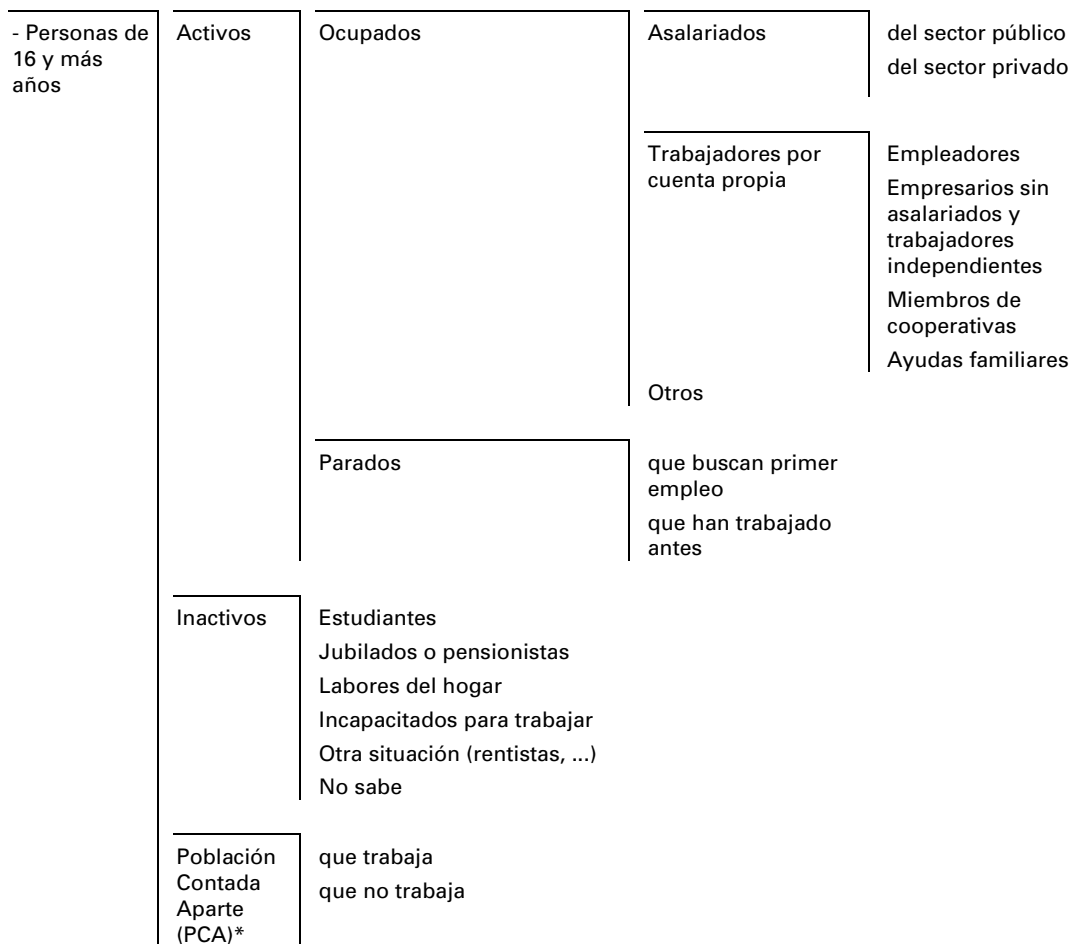 - Personas de
16 y más
años
Activos
Ocupados
Asalariados
del sector público
del sector privado
Trabajadores por
cuenta propia
Empleadores
Empresarios sin
asalariados y
trabajadores
independientes
Miembros de
cooperativas
Ayudas familiares
Otros
Parados
que buscan primer
empleo
que han trabajado
antes
Inactivos
Estudiantes
Jubilados o pensionistas
Labores del hogar
Incapacitados para trabajar
Otra situación (rentistas, ...)
No sabe
Población
Contada
Aparte
(PCA)*
que trabaja
que no trabaja